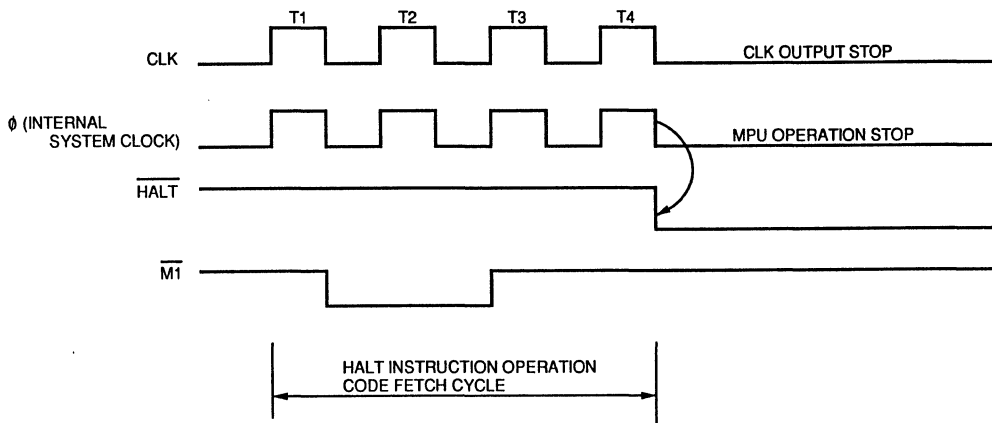 T1 T2 T3 T4
CLK
CLK OUTPUT STOP
ϕ (INTERNAL
SYSTEM CLOCK)
MPU OPERATION STOP
HALT
M1
HALT INSTRUCTION OPERATION
CODE FETCH CYCLE